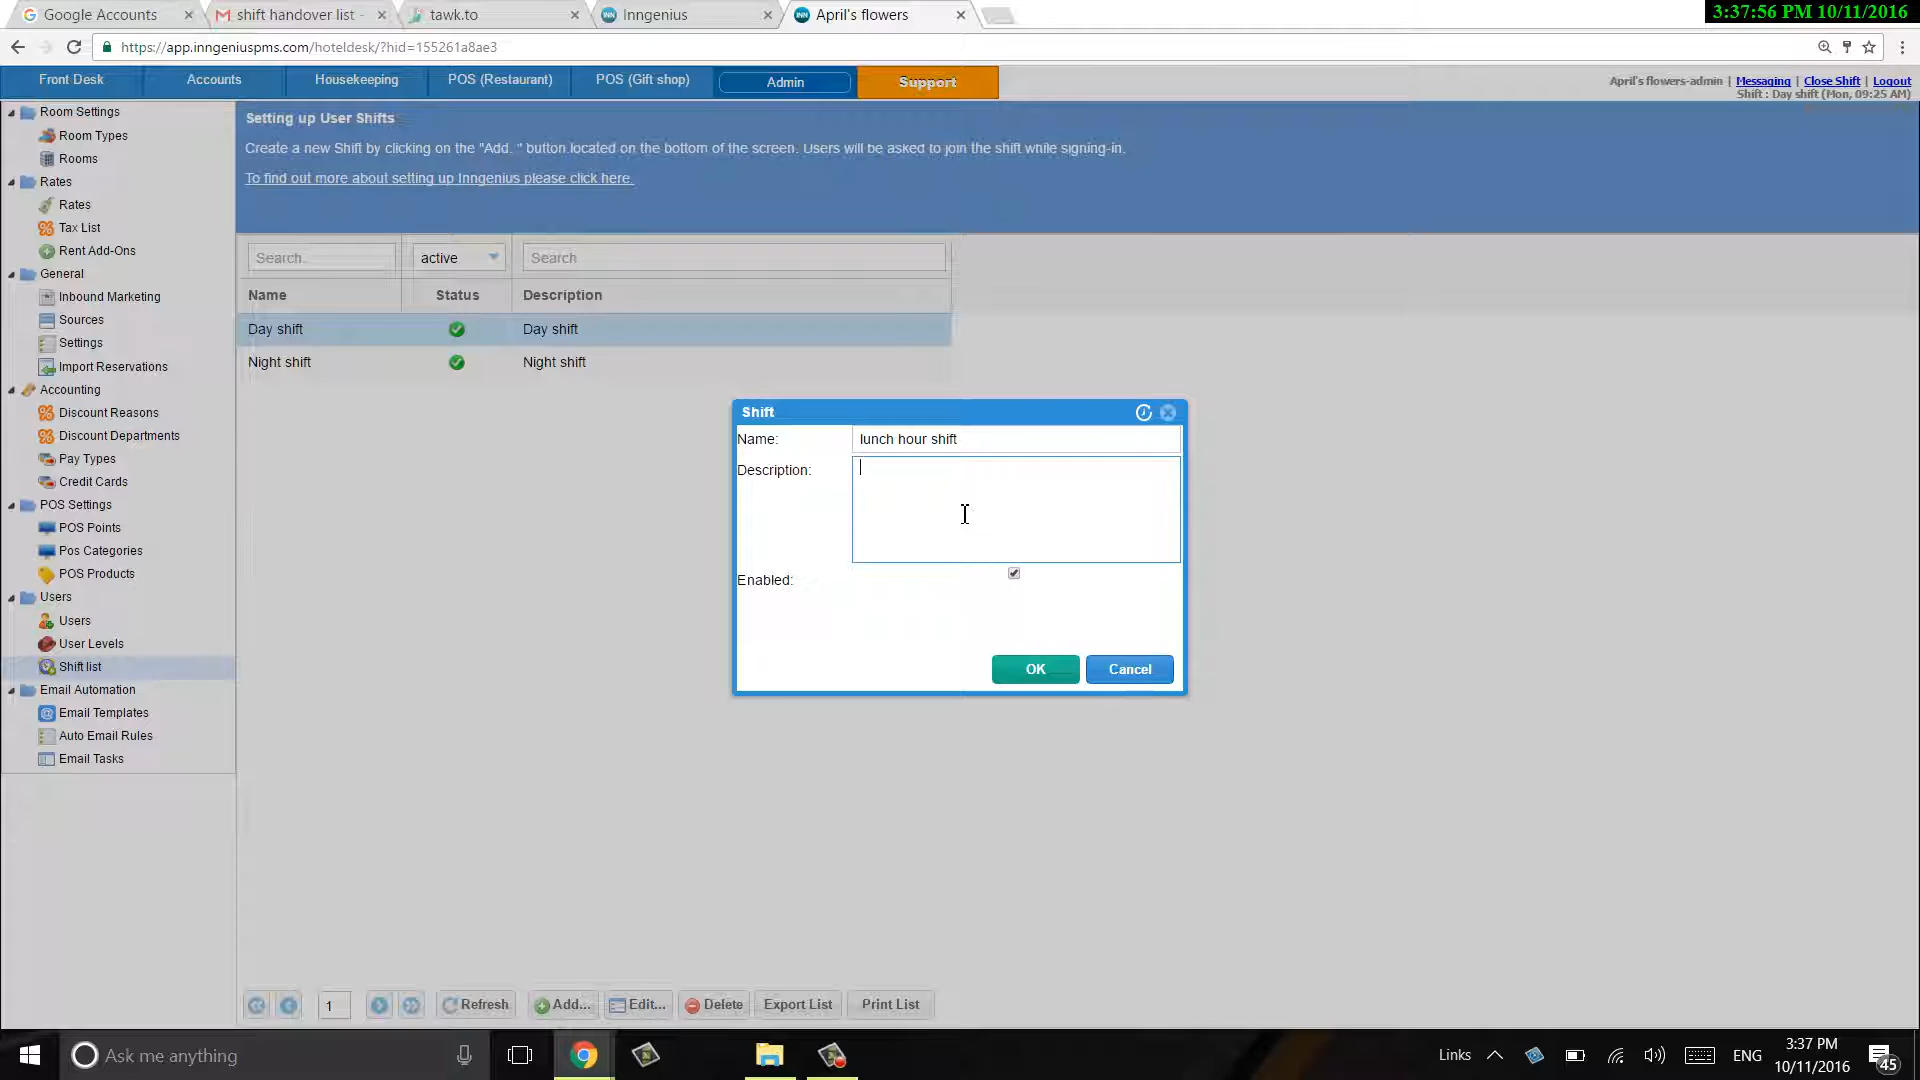 Google Accounts
shift handover list -
tawk.to
Inngenius
April's flowers
3:37:56 PM 10/11/2016
https://app.inngeniuspms.com/hoteldesk/?hid=155261a8ae3
Front Desk
Accounts
Housekeeping
POS (Restaurant)
POS (Gift shop)
Admin
Support
April's flowers-admin | Messaging | Close Shift | Logout
Shift : Day shift (Mon, 09:25 AM)
Room Settings
Room Types
Rooms
Rates
Rates
Tax List
Rent Add-Ons
General
Inbound Marketing
Sources
Settings
Import Reservations
Accounting
Discount Reasons
Discount Departments
Pay Types
Credit Cards
POS Settings
POS Points
Pos Categories
POS Products
Users
Users
User Levels
Shift list
Email Automation
Email Templates
Auto Email Rules
Email Tasks
Setting up User Shifts
Create a new Shift by clicking on the "Add. " button located on the bottom of the screen. Users will be asked to join the shift while signing-in.
To find out more about setting up Inngenius please click here.
Search.
active
Search
Name
Status
Description
Day shift
Day shift
Night shift
Night shift
Shift
Name:
lunch hour shift
Description:
Enabled:
OK
Cancel
1
Refresh
Add...
Edit...
Delete
Export List
Print List
Ask me anything
Links
ENG
3:37 PM
10/11/2016
45